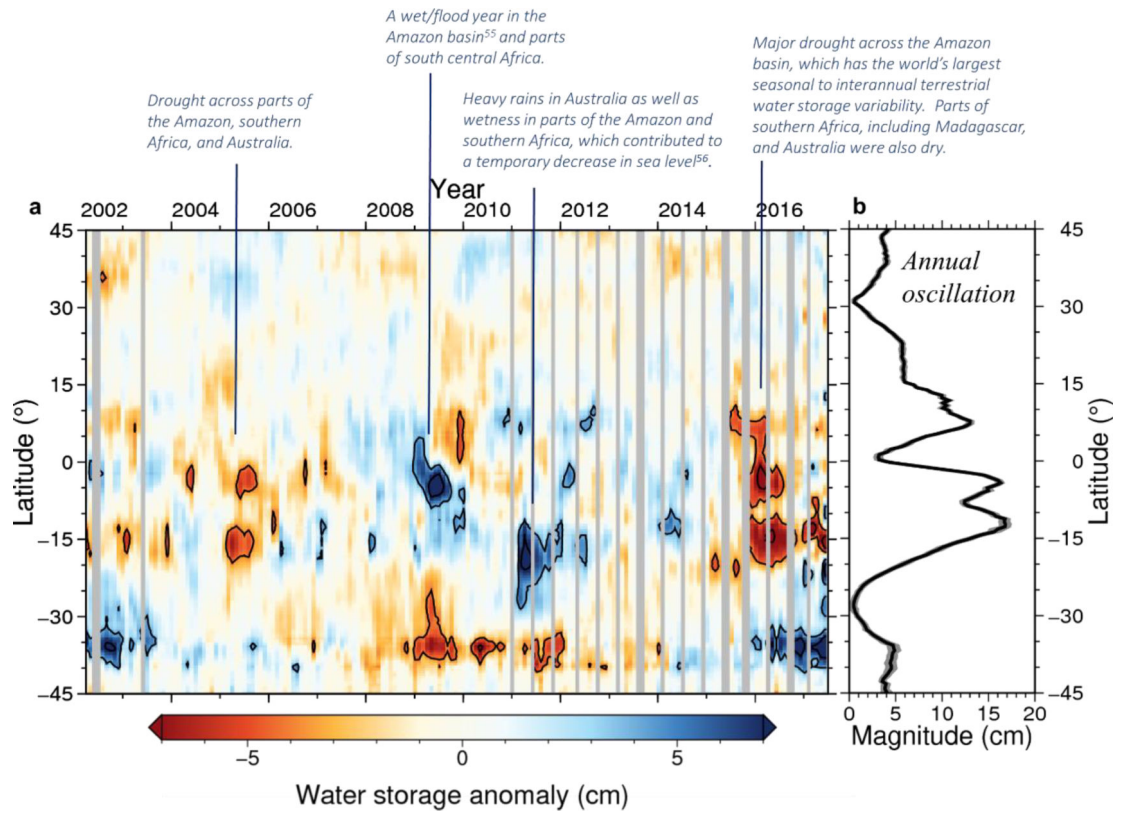 A wet/flood year in the
Amazon basin⁵⁵ and parts
of south central Africa.
Major drought across the Amazon
basin, which has the world's largest
seasonal to interannual terrestrial
water storage variability. Parts of
southern Africa, including Madagascar,
and Australia were also dry.
Drought across parts of
the Amazon, southern
Africa, and Australia.
Heavy rains in Australia as well as
wetness in parts of the Amazon and
southern Africa, which contributed to
a temporary decrease in sea level⁵⁶.
Year
a
2002 2004 2006 2008 2010 2012 2014 2016
45
30
15
0
−15
−30
−45
Latitude (°)
−5 0 5
Water storage anomaly (cm)
b
Annual
oscillation
45
30
15
0
−15
−30
−45
Latitude (°)
0 5 10 15 20
Magnitude (cm)